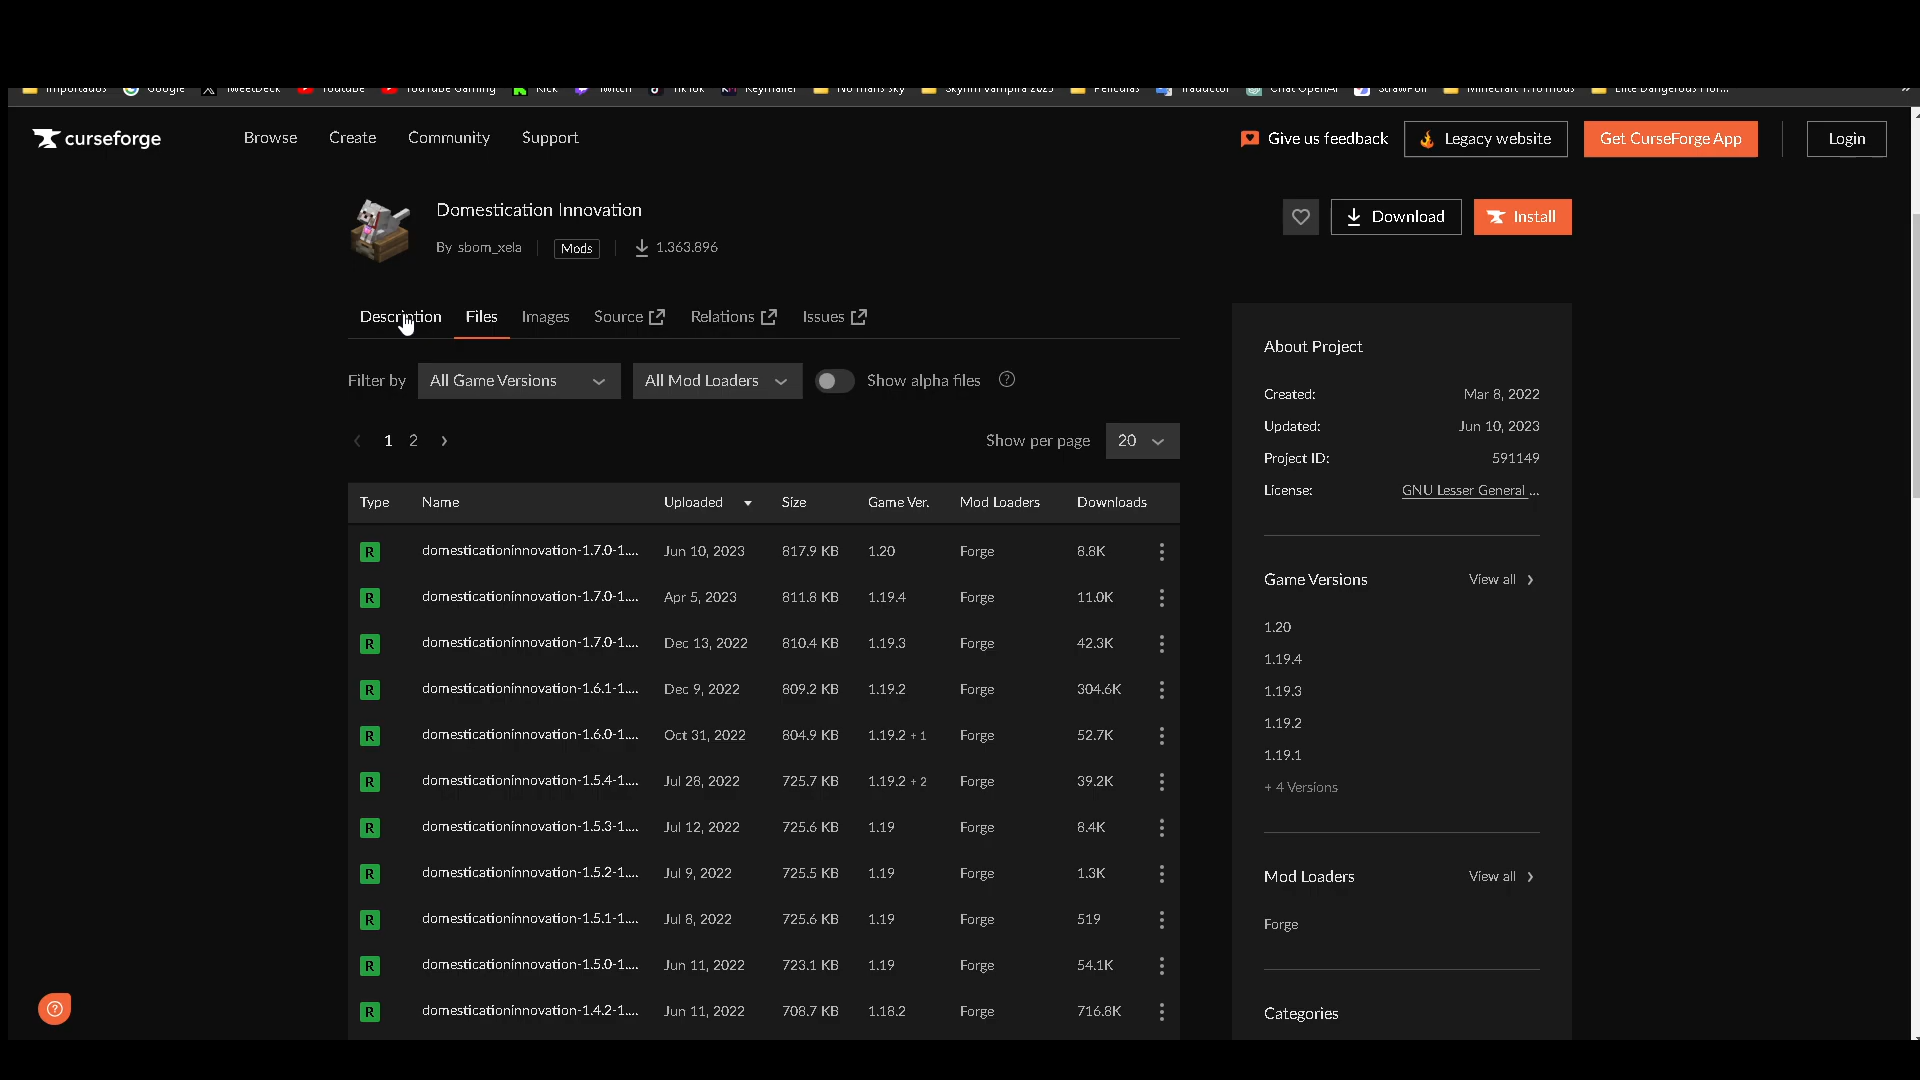 Google
YouTube
YouTube Gaming
Kick
Twitch
TikTok
Traductor
curseforge
Browse
Create
Community
Support
Give us feedback
Legacy website
Get CurseForge App
Login
Domestication Innovation
By sbom_xela
Mods
1.363.896
Download
Install
Description
Files
Images
Source
Relations
Issues
Filter by
All Game Versions
All Mod Loaders
Show alpha files
1 2
Show per page
20
Type Name Uploaded Size Game Ver. Mod Loaders Downloads
R domesticationinnovation-1.7.0-1.... Jun 10, 2023 817.9 KB 1.20 Forge 8.8K
R domesticationinnovation-1.7.0-1.... Apr 5, 2023 811.8 KB 1.19.4 Forge 11.0K
R domesticationinnovation-1.7.0-1.... Dec 13, 2022 810.4 KB 1.19.3 Forge 42.3K
R domesticationinnovation-1.6.1-1.... Dec 9, 2022 809.2 KB 1.19.2 Forge 304.6K
R domesticationinnovation-1.6.0-1.... Oct 31, 2022 804.9 KB 1.19.2 + 1 Forge 52.7K
R domesticationinnovation-1.5.4-1.... Jul 28, 2022 725.7 KB 1.19.2 + 2 Forge 39.2K
R domesticationinnovation-1.5.3-1.... Jul 12, 2022 725.6 KB 1.19 Forge 8.4K
R domesticationinnovation-1.5.2-1.... Jul 9, 2022 725.5 KB 1.19 Forge 1.3K
R domesticationinnovation-1.5.1-1.... Jul 8, 2022 725.6 KB 1.19 Forge 519
R domesticationinnovation-1.5.0-1.... Jun 11, 2022 723.1 KB 1.19 Forge 54.1K
R domesticationinnovation-1.4.2-1.... Jun 11, 2022 708.7 KB 1.18.2 Forge 716.8K
About Project
Created: Mar 8, 2022
Updated: Jun 10, 2023
Project ID: 591149
License: GNU Lesser General ...
Game Versions
View all
1.20
1.19.4
1.19.3
1.19.2
1.19.1
+ 4 Versions
Mod Loaders
View all
Forge
Categories